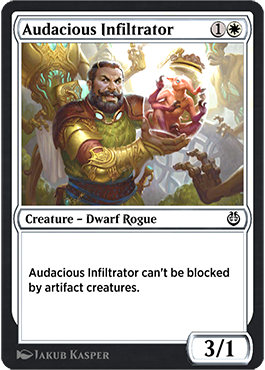 Audacious Infiltrator 1
Creature – Dwarf Rogue
Audacious Infiltrator can't be blocked
by artifact creatures.
3/1
Jakub Kasper